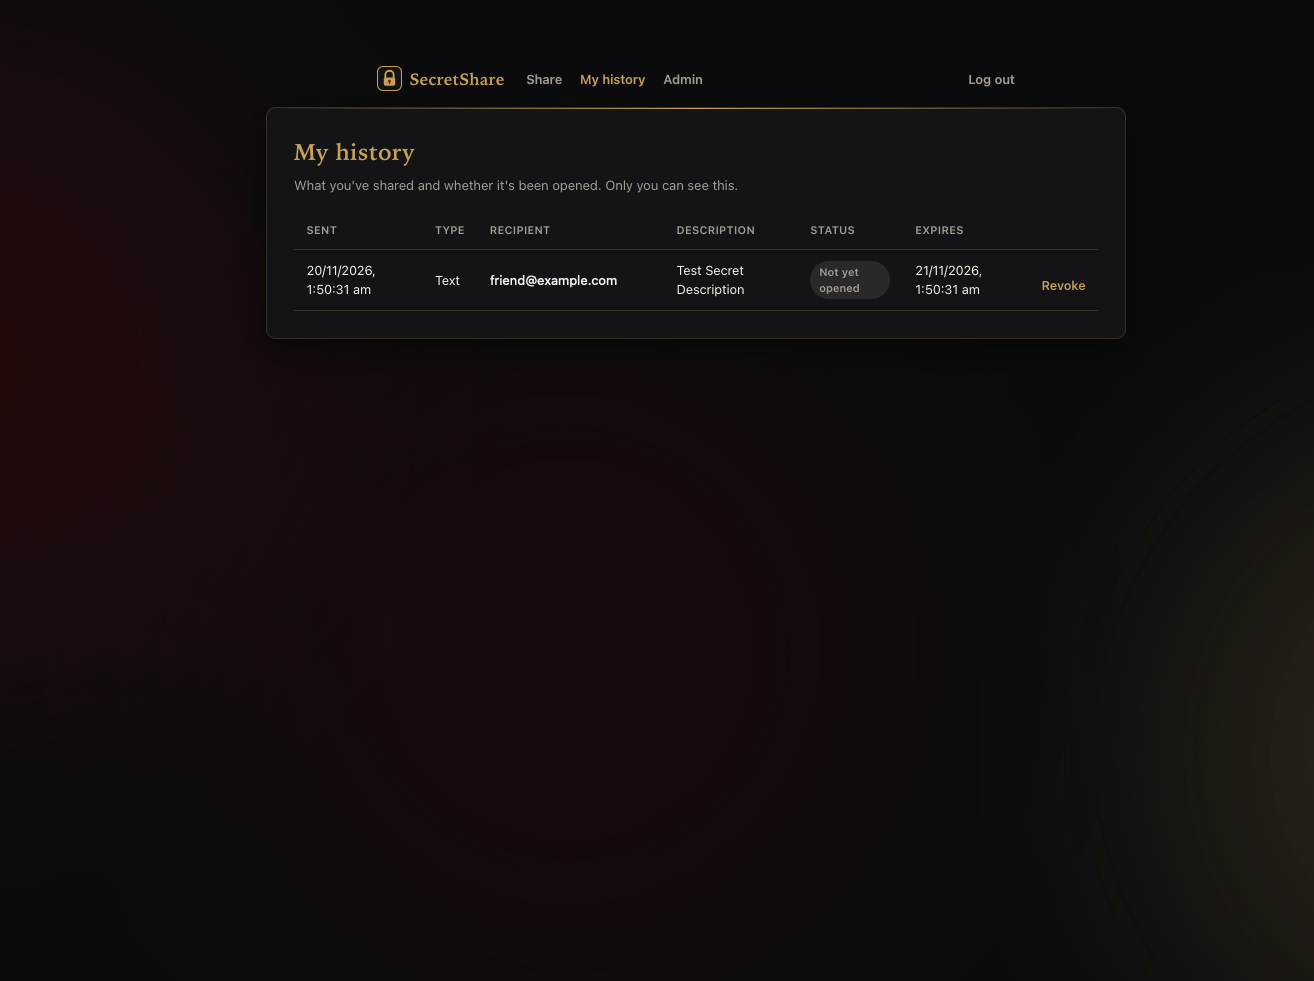 SecretShare Share My history Admin Log out
My history
What you've shared and whether it's been opened. Only you can see this.
SENT TYPE RECIPIENT DESCRIPTION STATUS EXPIRES
20/11/2026, 1:50:31 am Text friend@example.com Test Secret Description Not yet opened 21/11/2026, 1:50:31 am Revoke